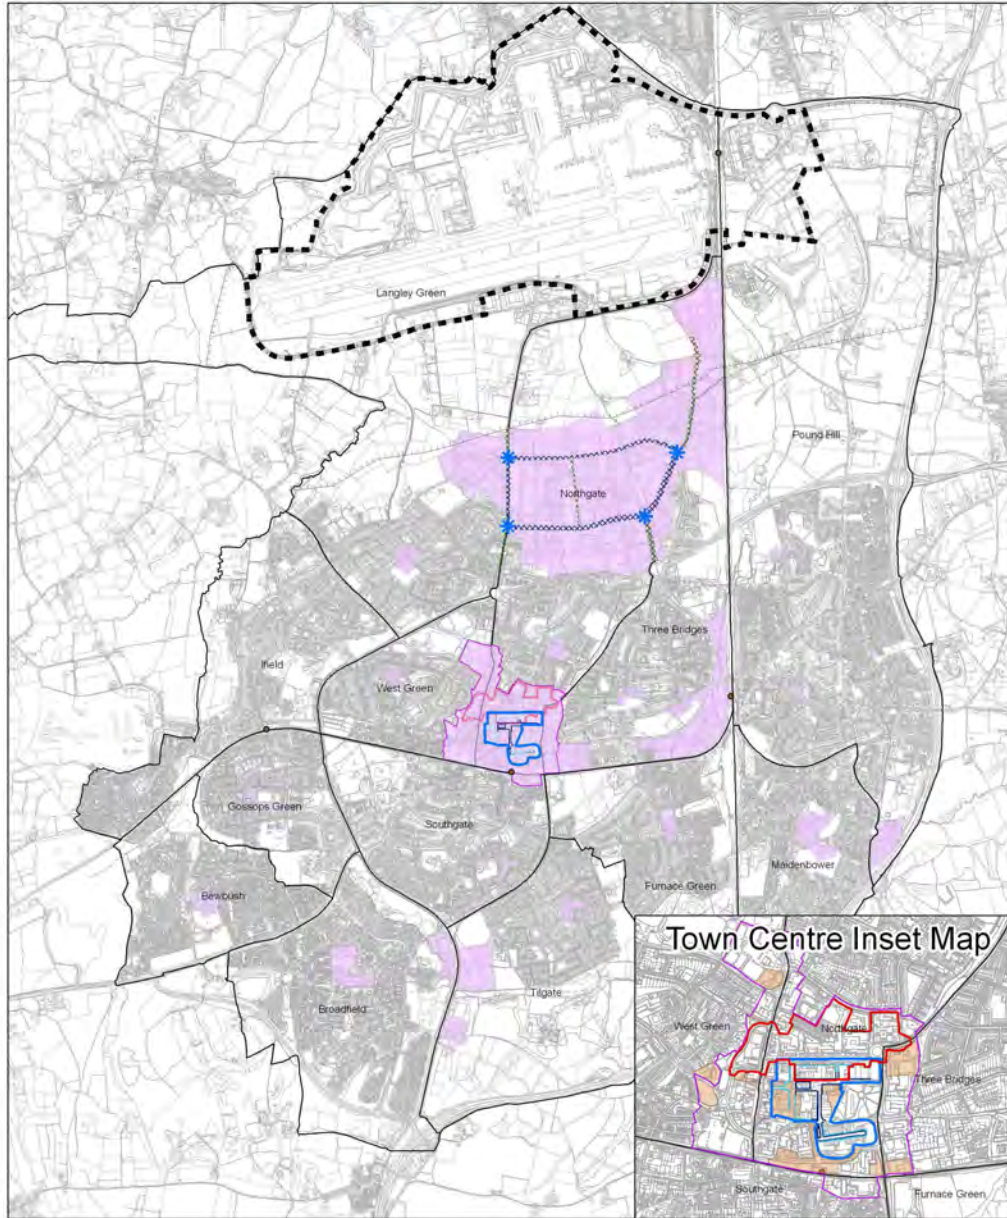 Langley Green
Pound Hill
Northgate
Three Bridges
Ifield
West Green
Gossops Green
Southgate
Maidenbower
Furnace Green
Bewbush
Tilgate
Broadfield
Town Centre Inset Map
West Green
Northgate
Three Bridges
Southgate
Furnace Green